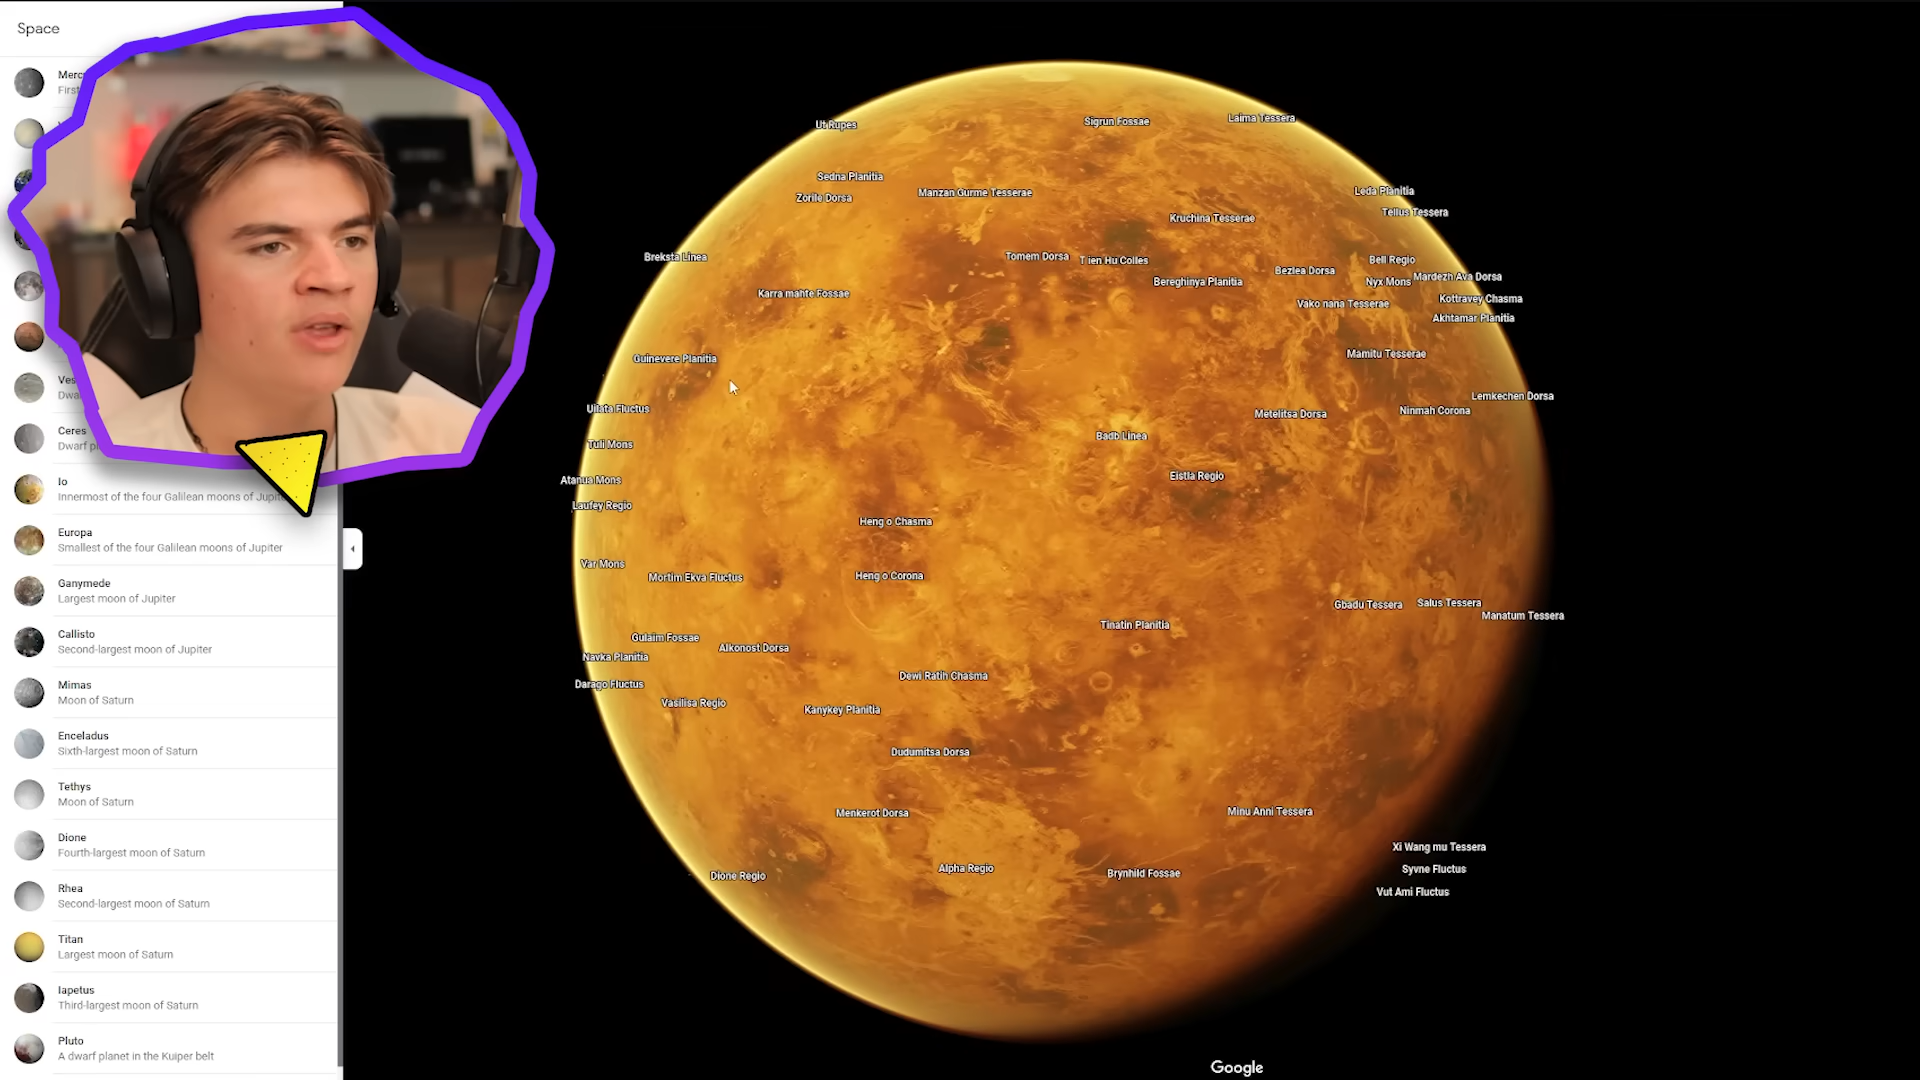 Space
Merc
First
Ves
Dwa
Ceres
Dwarf p
Io
Innermost of the four Galilean moons of Jupit
Europa
Smallest of the four Galilean moons of Jupiter
Ganymede
Largest moon of Jupiter
Callisto
Second-largest moon of Jupiter
Mimas
Moon of Saturn
Enceladus
Sixth-largest moon of Saturn
Tethys
Moon of Saturn
Dione
Fourth-largest moon of Saturn
Rhea
Second-largest moon of Saturn
Titan
Largest moon of Saturn
Iapetus
Third-largest moon of Saturn
Pluto
A dwarf planet in the Kuiper belt
Ut Rupes
Sigrun Fossae
Laima Tessera
Sedna Planitia
Zorile Dorsa
Manzan Gurme Tesserae
Leda Planitia
Tellus Tessera
Kruchina Tesserae
Breksta Linea
Tomem Dorsa
T ien Hu Colles
Bell Regio
Bezlea Dorsa
Mardezh Ava Dorsa
Bereghinya Planitia
Nyx Mons
Karra mahte Fossae
Vako nana Tesserae
Kottravey Chasma
Akhtamar Planitia
Guinevere Planitia
Mamitu Tesserae
Lemkechen Dorsa
Uilata Fluctus
Metelitsa Dorsa
Ninmah Corona
Tuli Mons
Badb Linea
Atanua Mons
Eistla Regio
Laufey Regio
Heng o Chasma
Var Mons
Mortim Ekva Fluctus
Heng o Corona
Gbadu Tessera
Salus Tessera
Manatum Tessera
Tinatin Planitia
Gulaim Fossae
Alkonost Dorsa
Navka Planitia
Darago Fluctus
Dewi Ratih Chasma
Vasilisa Regio
Kanykey Planitia
Dudumitsa Dorsa
Menkerot Dorsa
Minu Anni Tessera
Xi Wang mu Tessera
Alpha Regio
Brynhild Fossae
Syvne Fluctus
Dione Regio
Vut Ami Fluctus
Google